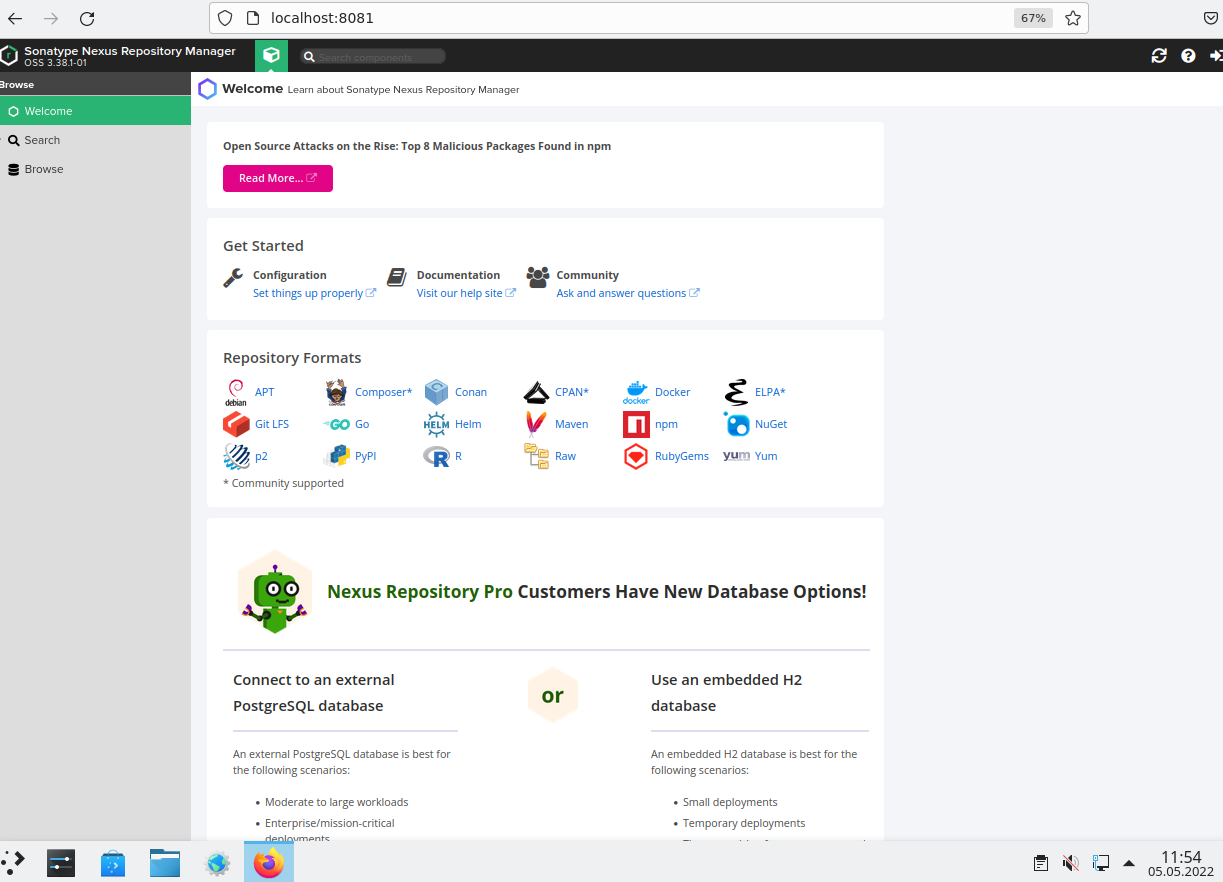 localhost:8081
67%
Sonatype Nexus Repository Manager
OSS 3.38.1-01
Search components
Browse
Welcome
Search
Browse
Welcome Learn about Sonatype Nexus Repository Manager
Open Source Attacks on the Rise: Top 8 Malicious Packages Found in npm
Read More...
Get Started
Configuration
Set things up properly
Documentation
Visit our help site
Community
Ask and answer questions
Repository Formats
debian APT
Composer*
Conan
CPAN*
docker Docker
ELPA*
Git LFS
GO Go
HELM Helm
Maven
npm
NuGet
p2
PyPI
R R
Raw
RubyGems
yum Yum
* Community supported
Nexus Repository Pro Customers Have New Database Options!
Connect to an external
PostgreSQL database
or
Use an embedded H2
database
An external PostgreSQL database is best for
the following scenarios:
• Moderate to large workloads
• Enterprise/mission-critical
deployments
An embedded H2 database is best for the
following scenarios:
• Small deployments
• Temporary deployments
11:54
05.05.2022